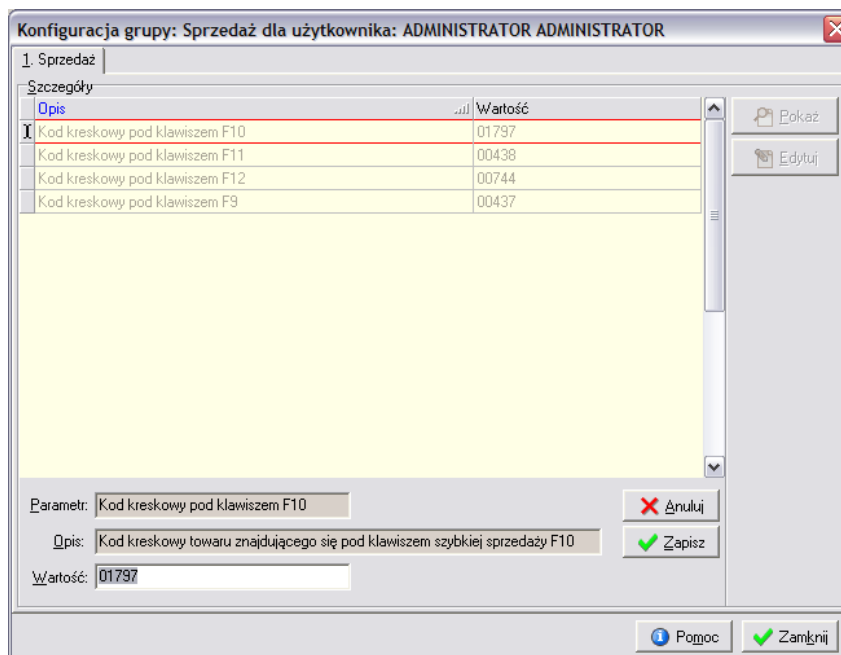 Konfiguracja grupy: Sprzedaż dla użytkownika: ADMINISTRATOR ADMINISTRATOR
1. Sprzedaż
Szczegóły
Opis Wartość
Kod kreskowy pod klawiszem F10 01797
Kod kreskowy pod klawiszem F11 00438
Kod kreskowy pod klawiszem F12 00744
Kod kreskowy pod klawiszem F9 00437
Pokaż
Edytuj
Parametr: Kod kreskowy pod klawiszem F10
Anuluj
Opis: Kod kreskowy towaru znajdującego się pod klawiszem szybkiej sprzedaży F10
Zapisz
Wartość: 01797
Pomoc Zamknij